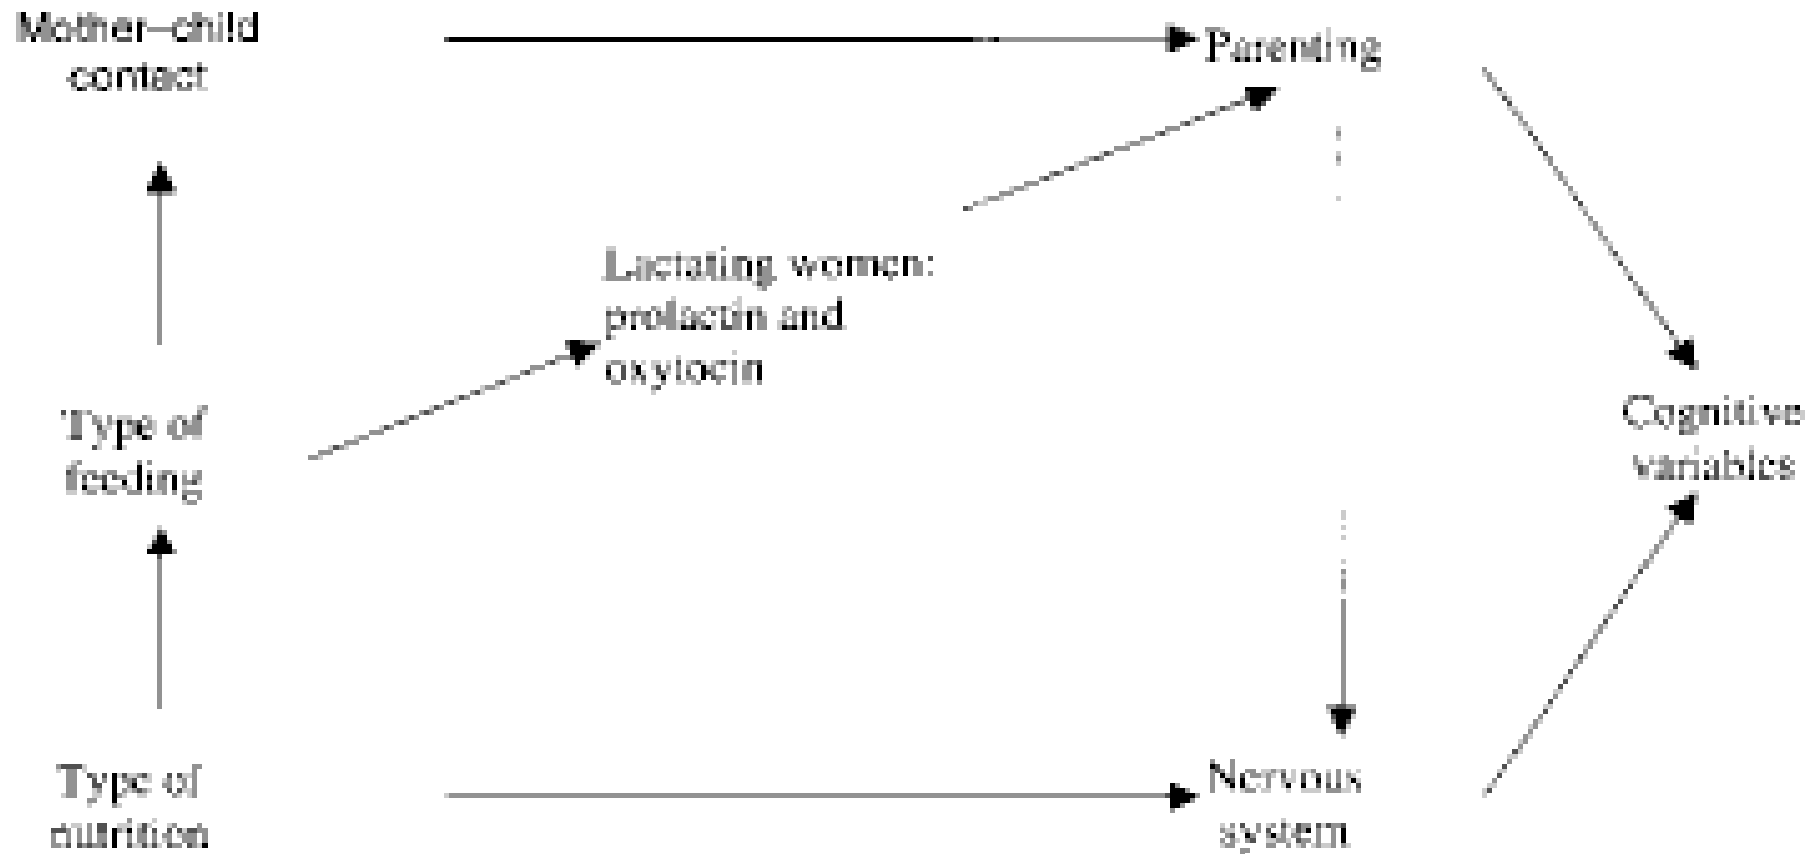 Mother–child
contact
Parenting
Lactating women:
prolactin and
oxytocin
Type of
feeding
Cognitive
variables
Type of
nutrition
Nervous
system